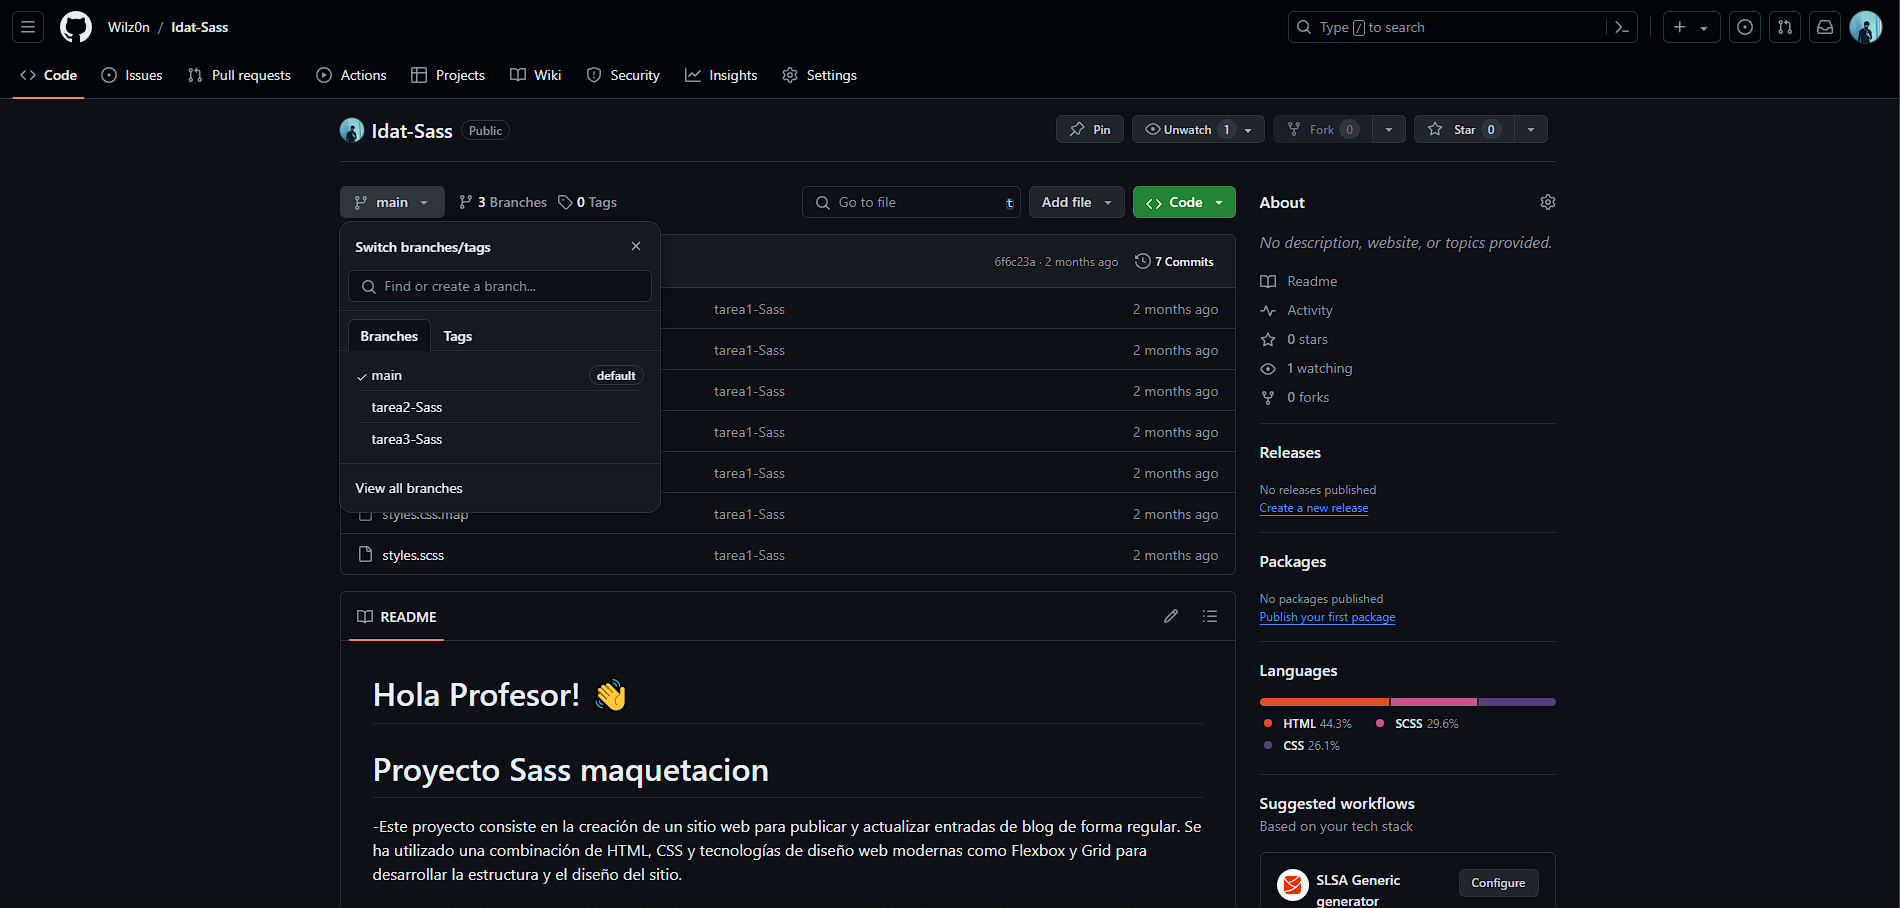 Wilz0n / Idat-Sass
Type / to search
Code Issues Pull requests Actions Projects Wiki Security Insights Settings
Idat-Sass Public
Pin Unwatch 1 Fork 0 Star 0
main 3 Branches 0 Tags Go to file t Add file Code
Switch branches/tags
Find or create a branch...
Branches Tags
main default
tarea2-Sass
tarea3-Sass
View all branches
6f6c23a · 2 months ago 7 Commits
tarea1-Sass 2 months ago
tarea1-Sass 2 months ago
tarea1-Sass 2 months ago
tarea1-Sass 2 months ago
tarea1-Sass 2 months ago
styles.css.map tarea1-Sass 2 months ago
styles.scss tarea1-Sass 2 months ago
README
Hola Profesor! 👋
Proyecto Sass maquetacion
-Este proyecto consiste en la creación de un sitio web para publicar y actualizar entradas de blog de forma regular. Se
ha utilizado una combinación de HTML, CSS y tecnologías de diseño web modernas como Flexbox y Grid para
desarrollar la estructura y el diseño del sitio.
About
No description, website, or topics provided.
Readme
Activity
0 stars
1 watching
0 forks
Releases
No releases published
Create a new release
Packages
No packages published
Publish your first package
Languages
HTML 44.3% SCSS 29.6%
CSS 26.1%
Suggested workflows
Based on your tech stack
SLSA Generic
generator
Configure